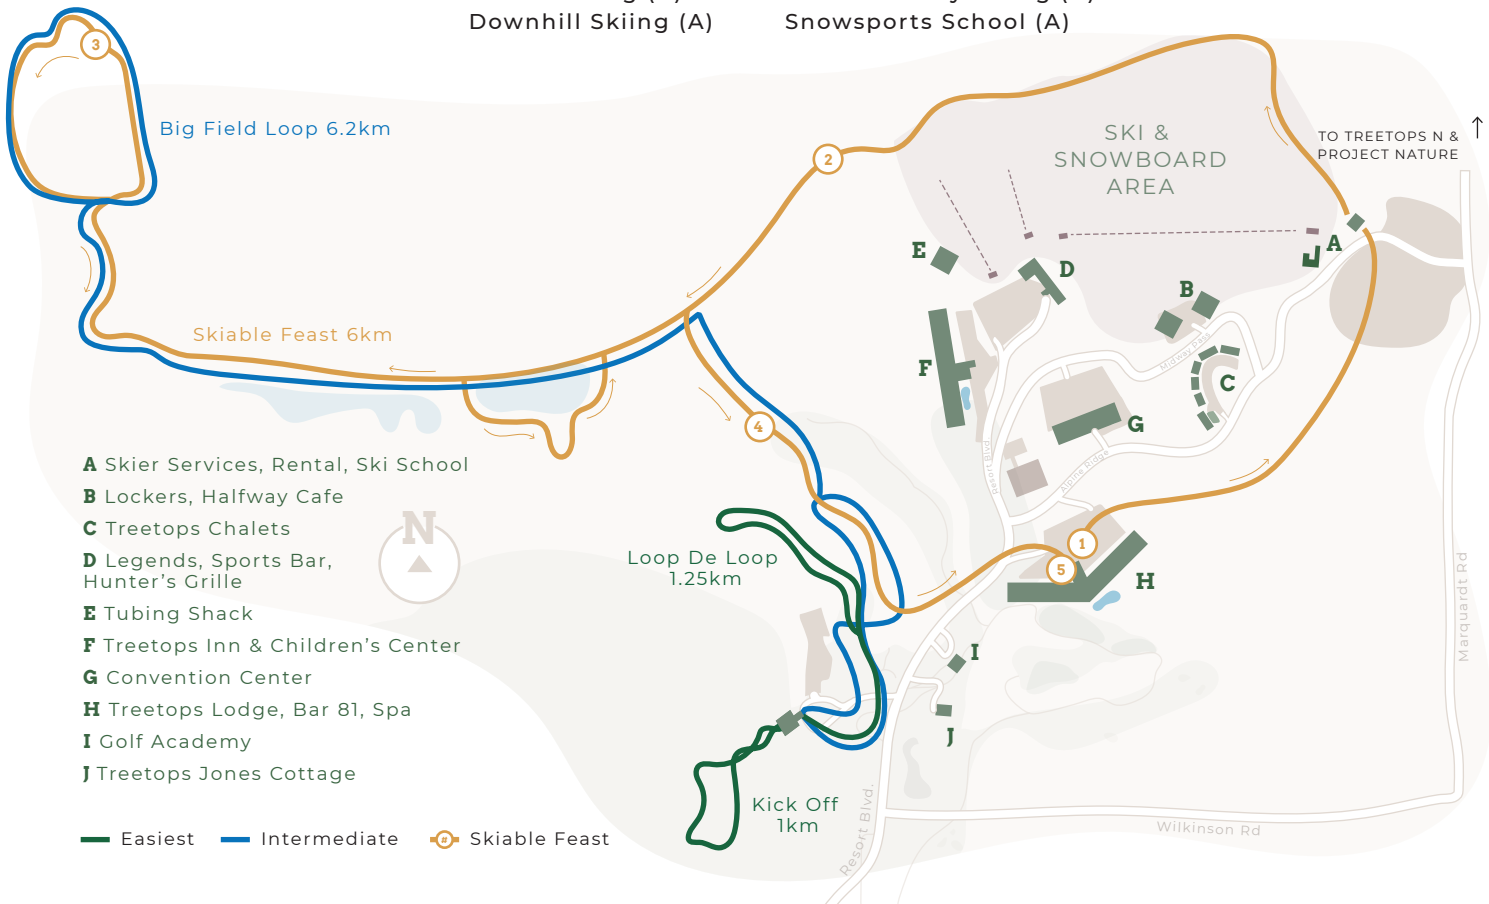 Downhill Skiing (A)
Snowsports School (A)
3
Big Field Loop 6.2km
2
SKI &
SNOWBOARD
AREA
TO TREETOPS N &
PROJECT NATURE
A
E
D
B
Skiable Feast 6km
Midway Pass
F
C
4
G
A Skier Services, Rental, Ski School
B Lockers, Halfway Cafe
C Treetops Chalets
D Legends, Sports Bar,
Hunter's Grille
E Tubing Shack
F Treetops Inn & Children's Center
G Convention Center
H Treetops Lodge, Bar 81, Spa
I Golf Academy
J Treetops Jones Cottage
N
Resort Blvd
Alpine Ridge
Loop De Loop
1.25km
1
5
H
I
J
Marquardt Rd
Kick Off
1km
Resort Blvd.
Wilkinson Rd
Easiest
Intermediate
# Skiable Feast